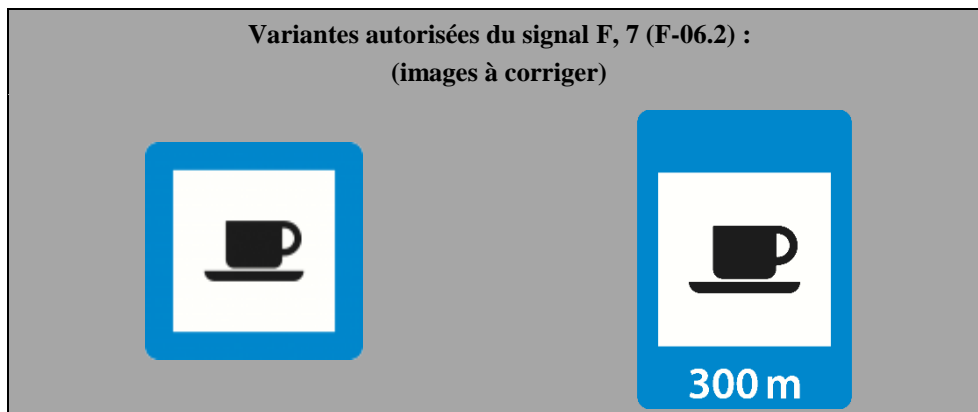 Variantes autorisées du signal F, 7 (F-06.2) :
(images à corriger)
300 m